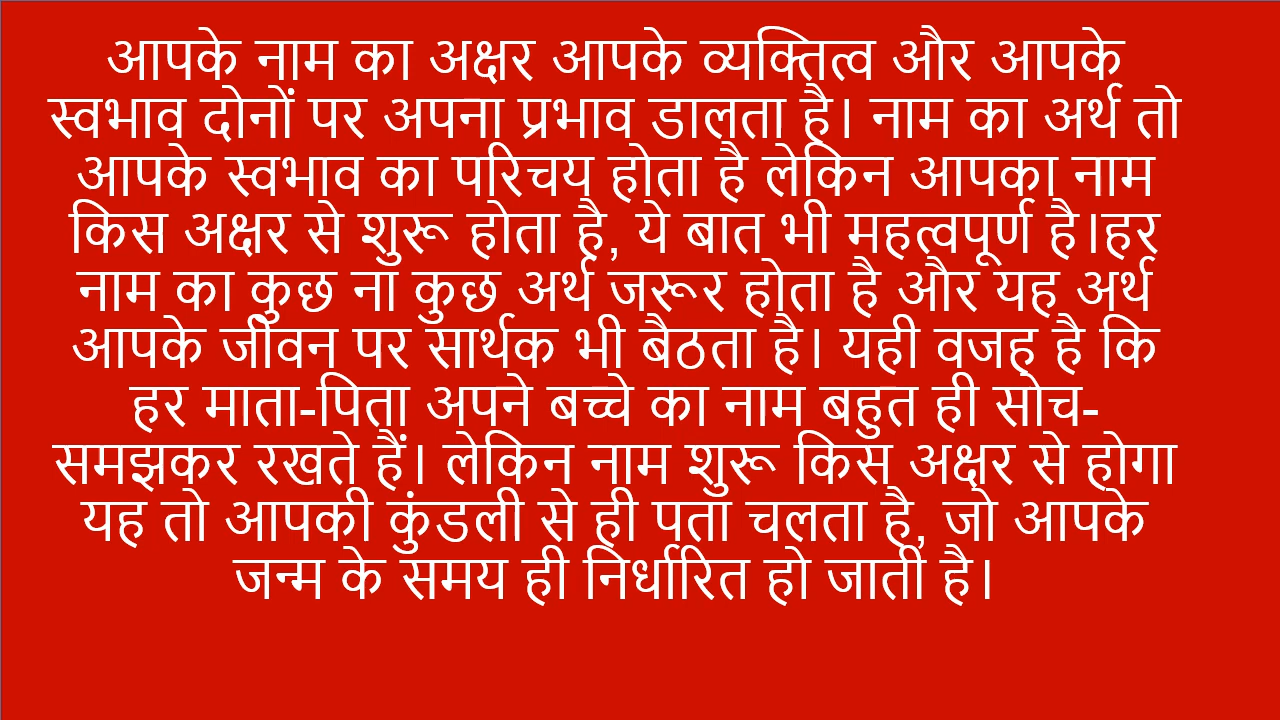 आपके नाम का अक्षर आपके व्यक्तित्व और आपके
स्वभाव दोनों पर अपना प्रभाव डालता है। नाम का अर्थ तो
आपके स्वभाव का परिचय होता है लेकिन आपका नाम
किस अक्षर से शुरू होता है, ये बात भी महत्वपूर्ण है।हर
नाम का कुछ ना कुछ अर्थ जरूर होता है और यह अर्थ
आपके जीवन पर सार्थक भी बैठता है। यही वजह है कि
हर माता-पिता अपने बच्चे का नाम बहुत ही सोच-
समझकर रखते हैं। लेकिन नाम शुरू किस अक्षर से होगा
यह तो आपकी कुंडली से ही पता चलता है, जो आपके
जन्म के समय ही निर्धारित हो जाती है।